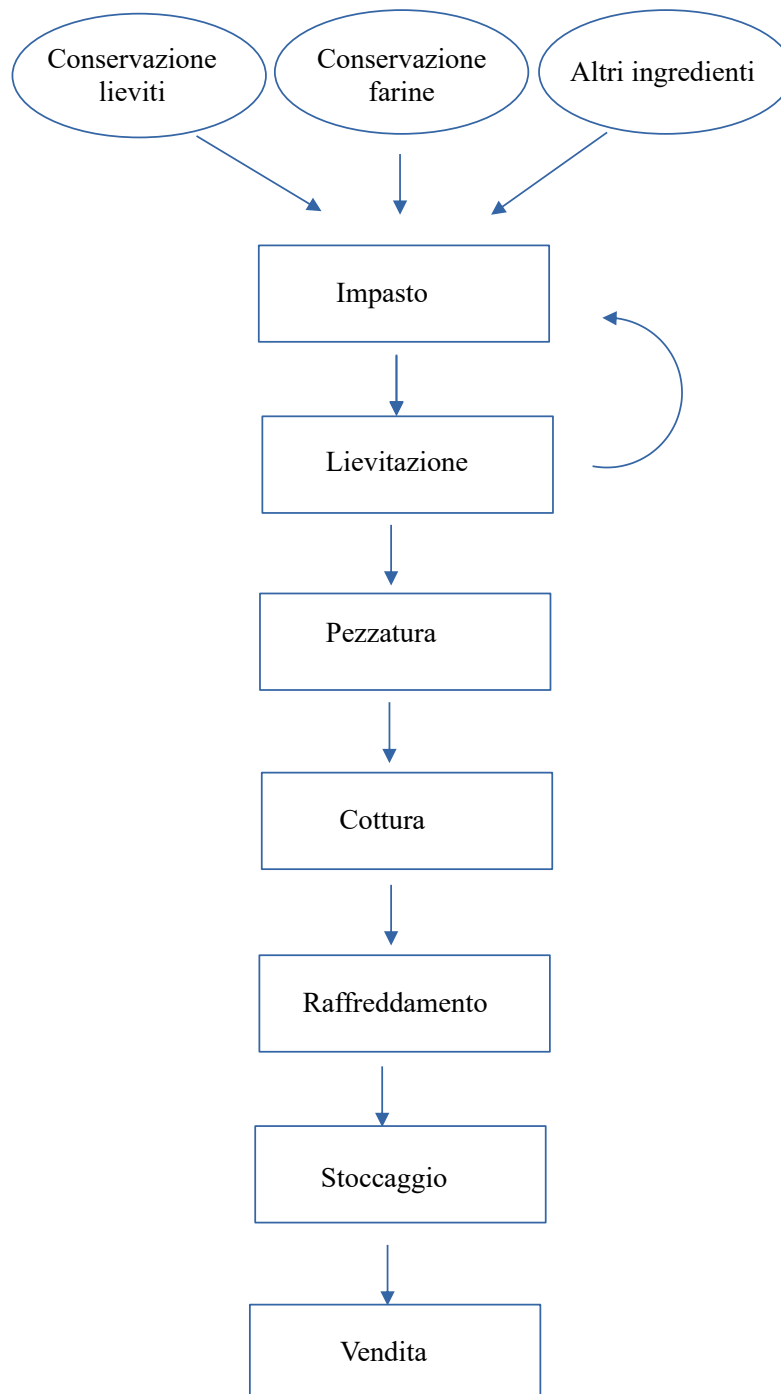 Conservazione
lieviti
Conservazione
farine
Altri ingredienti
Impasto
Lievitazione
Pezzatura
Cottura
Raffreddamento
Stoccaggio
Vendita